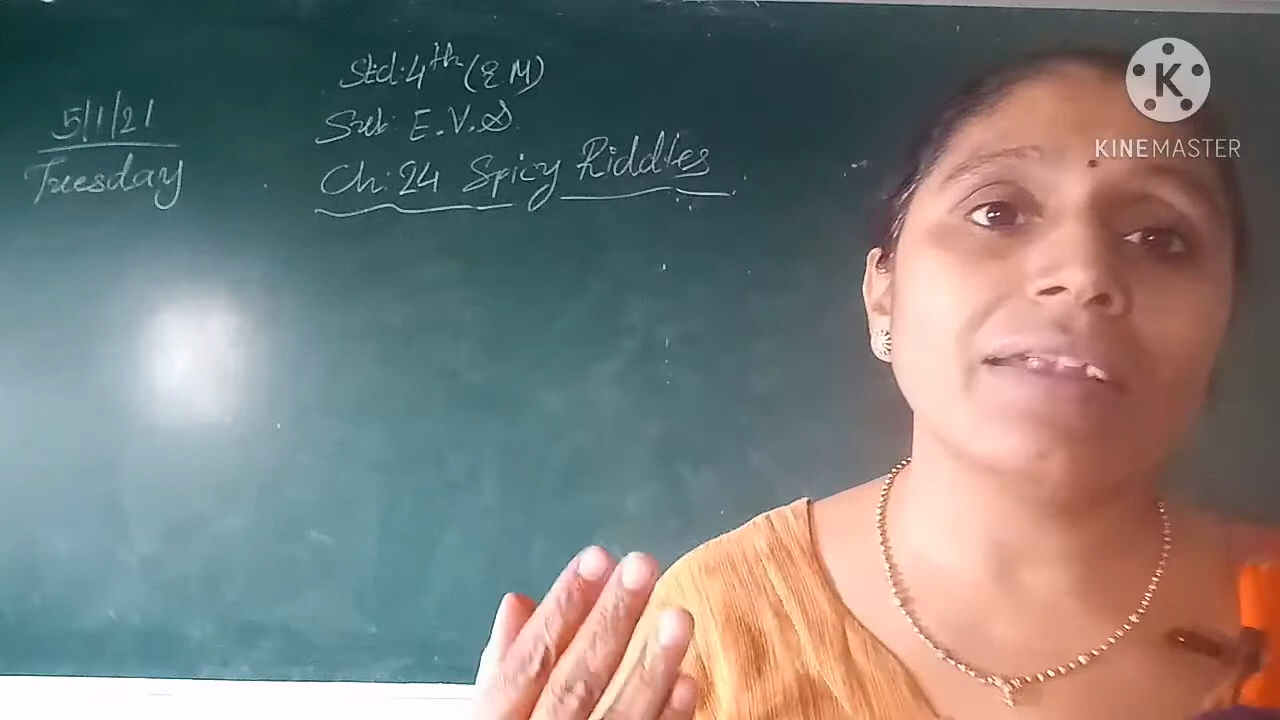 5/1/21
Tuesday
Std: 4th (E M)
Sub: E.V.S.
Ch: 24 Spicy Riddles
K
KINEMASTER